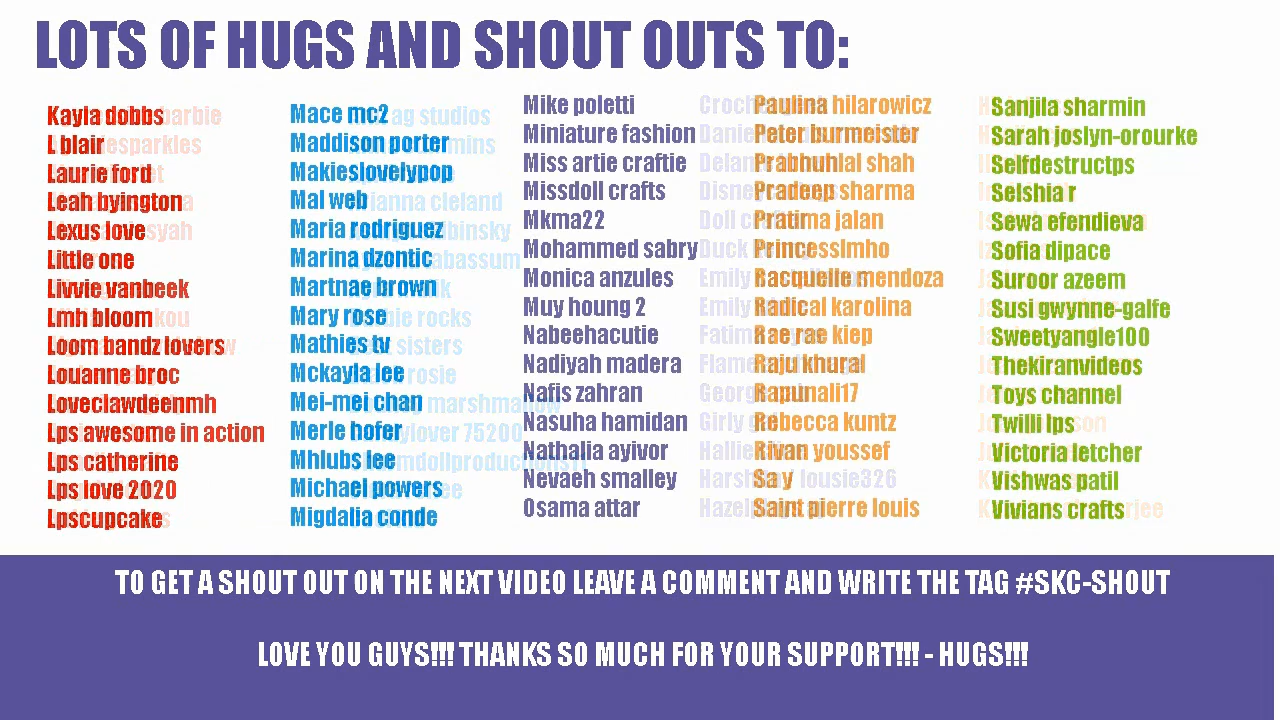 LOTS OF HUGS AND SHOUT OUTS TO:
Kayla dobbs
L blair
Laurie ford
Leah byington
Lexus love
Little one
Livvie vanbeek
Lmh bloom
Loom bandz lovers
Louanne broc
Loveclawdeenmh
Lps awesome in action
Lps catherine
Lps love 2020
Lpscupcake
Mace mc2
Maddison porter
Makieslovelypop
Mal web
Maria rodriguez
Marina dzontic
Martnae brown
Mary rose
Mathies tv
Mckayla lee
Mei-mei chan
Merle hofer
Mhlubs lee
Michael powers
Migdalia conde
Mike poletti
Miniature fashion
Miss artie craftie
Missdoll crafts
Mkma22
Mohammed sabry
Monica anzules
Muy houng 2
Nabeehacutie
Nadiyah madera
Nafis zahran
Nasuha hamidan
Nathalia ayivor
Nevaeh smalley
Osama attar
Paulina hilarowicz
Peter burmeister
Prabhuhlal shah
Pradeep sharma
Pratima jalan
Princesslmho
Racquelle mendoza
Radical karolina
Rae rae kiep
Raju khural
Rapunali17
Rebecca kuntz
Rivan youssef
Sa y
Saint pierre louis
Sanjila sharmin
Sarah joslyn-orourke
Selfdestructps
Selshia r
Sewa efendieva
Sofia dipace
Suroor azeem
Susi gwynne-galfe
Sweetyangle100
Thekiranvideos
Toys channel
Twilli lps
Victoria letcher
Vishwas patil
Vivians crafts
TO GET A SHOUT OUT ON THE NEXT VIDEO LEAVE A COMMENT AND WRITE THE TAG #SKC-SHOUT
LOVE YOU GUYS!!! THANKS SO MUCH FOR YOUR SUPPORT!!! - HUGS!!!